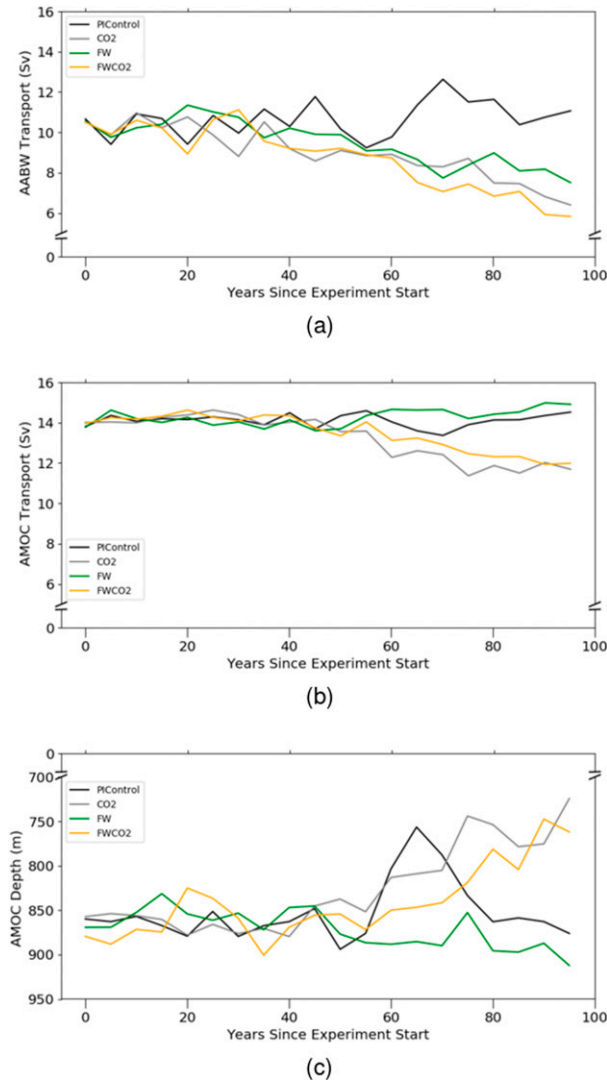 16
14
12
10
8
6
0
AABW Transport (Sv)
PIControl
CO2
FW
FWCO2
0 20 40 60 80 100
Years Since Experiment Start
(a)
16
14
12
10
8
6
0
AMOC Transport (Sv)
PIControl
CO2
FW
FWCO2
0 20 40 60 80 100
Years Since Experiment Start
(b)
0
700
750
800
850
900
950
AMOC Depth (m)
PIControl
CO2
FW
FWCO2
0 20 40 60 80 100
Years Since Experiment Start
(c)